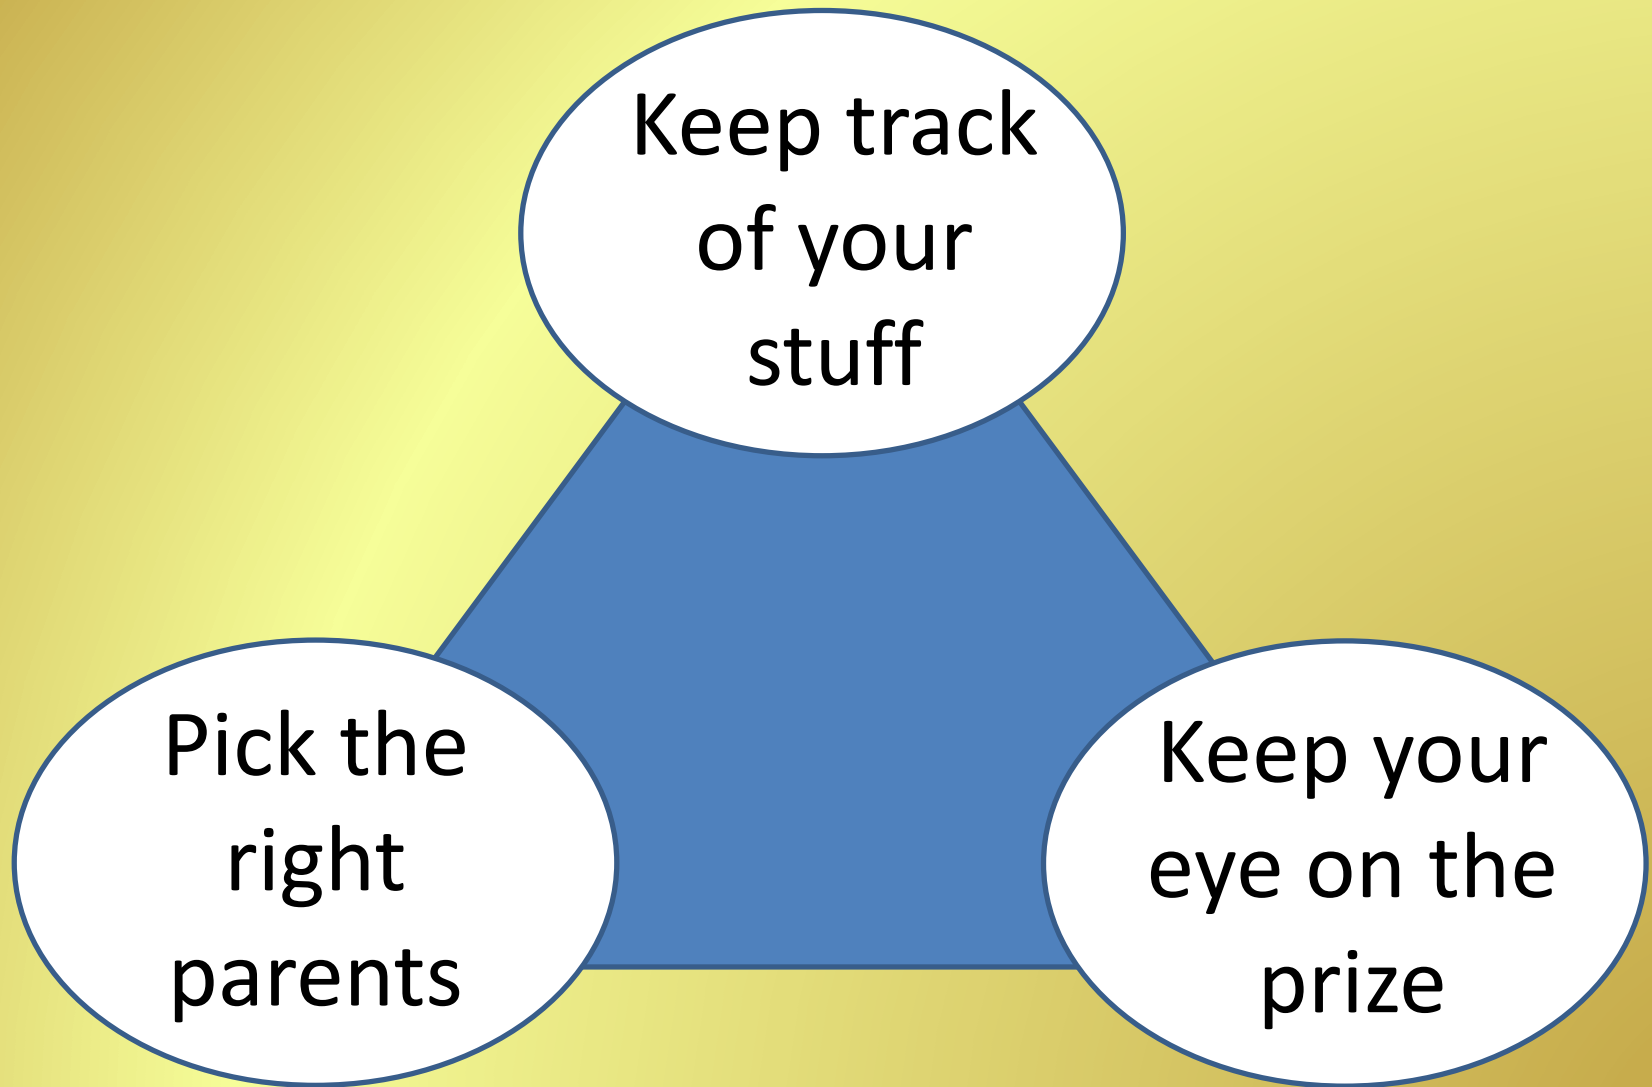 Keep track
of your
stuff
Pick the
right
parents
Keep your
eye on the
prize